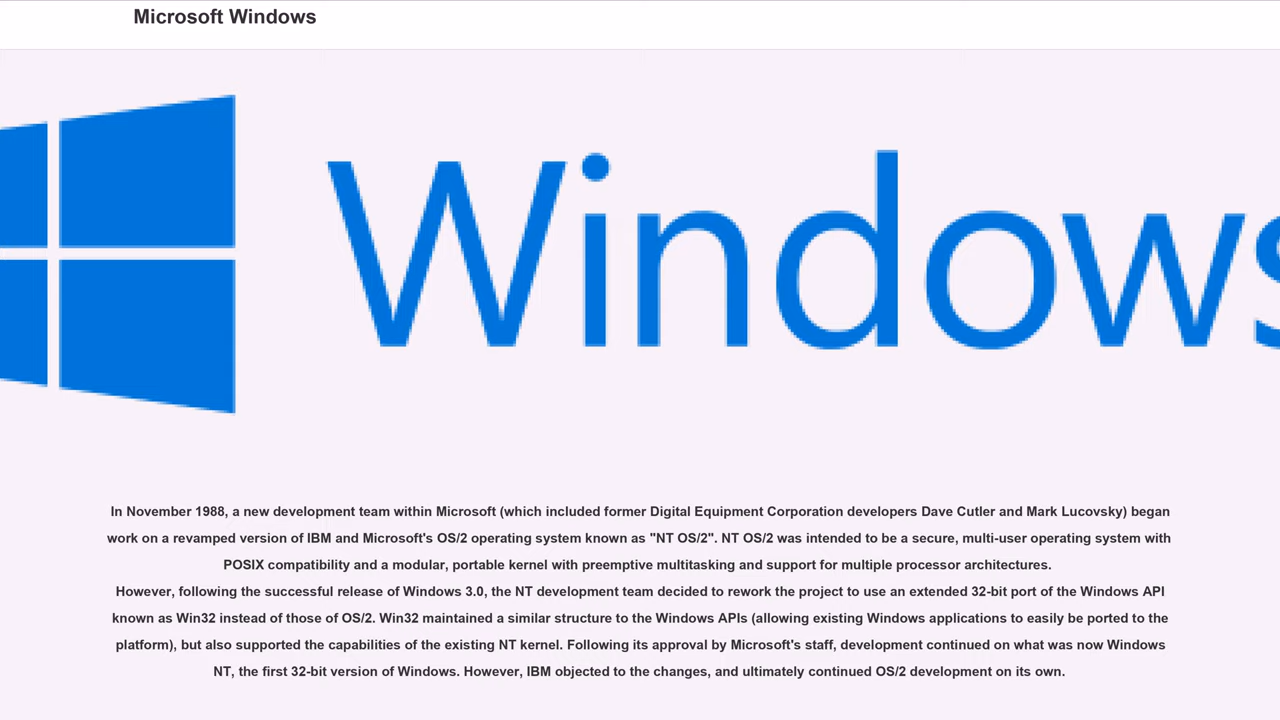 Microsoft Windows
Windows
In November 1988, a new development team within Microsoft (which included former Digital Equipment Corporation developers Dave Cutler and Mark Lucovsky) began
work on a revamped version of IBM and Microsoft's OS/2 operating system known as "NT OS/2". NT OS/2 was intended to be a secure, multi-user operating system with
POSIX compatibility and a modular, portable kernel with preemptive multitasking and support for multiple processor architectures.
However, following the successful release of Windows 3.0, the NT development team decided to rework the project to use an extended 32-bit port of the Windows API
known as Win32 instead of those of OS/2. Win32 maintained a similar structure to the Windows APIs (allowing existing Windows applications to easily be ported to the
platform), but also supported the capabilities of the existing NT kernel. Following its approval by Microsoft's staff, development continued on what was now Windows
NT, the first 32-bit version of Windows. However, IBM objected to the changes, and ultimately continued OS/2 development on its own.